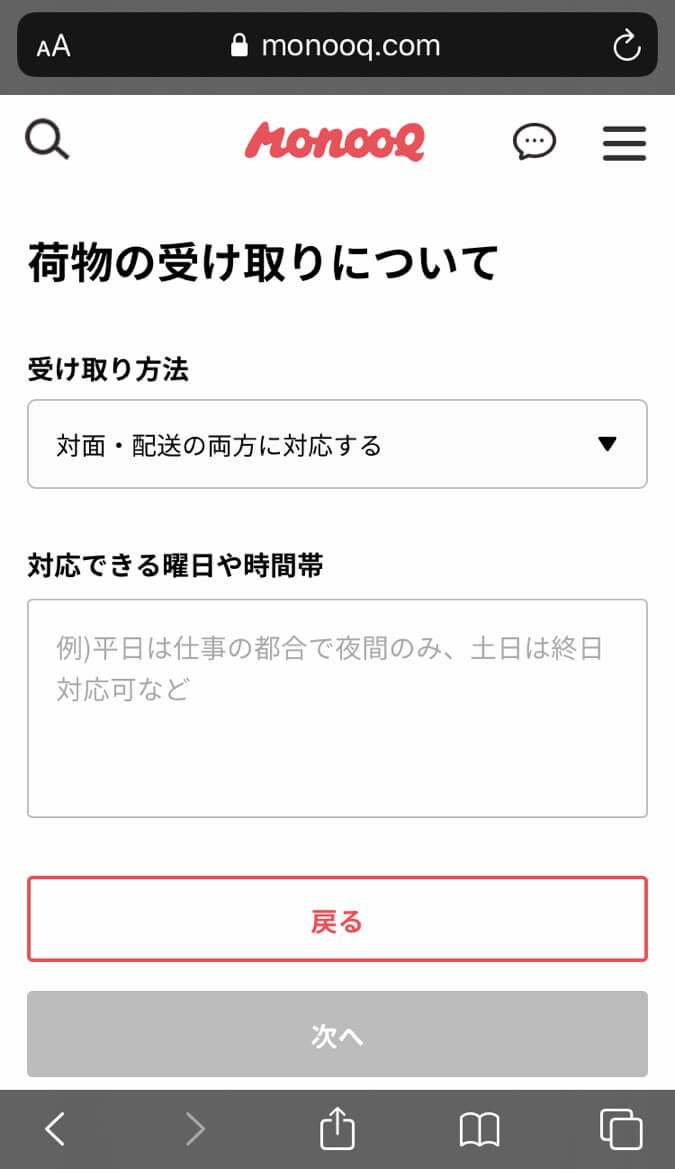 AA monooq.com
monooQ
荷物の受け取りについて
受け取り方法
対面・配送の両方に対応する
対応できる曜日や時間帯
例)平日は仕事の都合で夜間のみ、土日は終日
対応可など
戻る
次へ